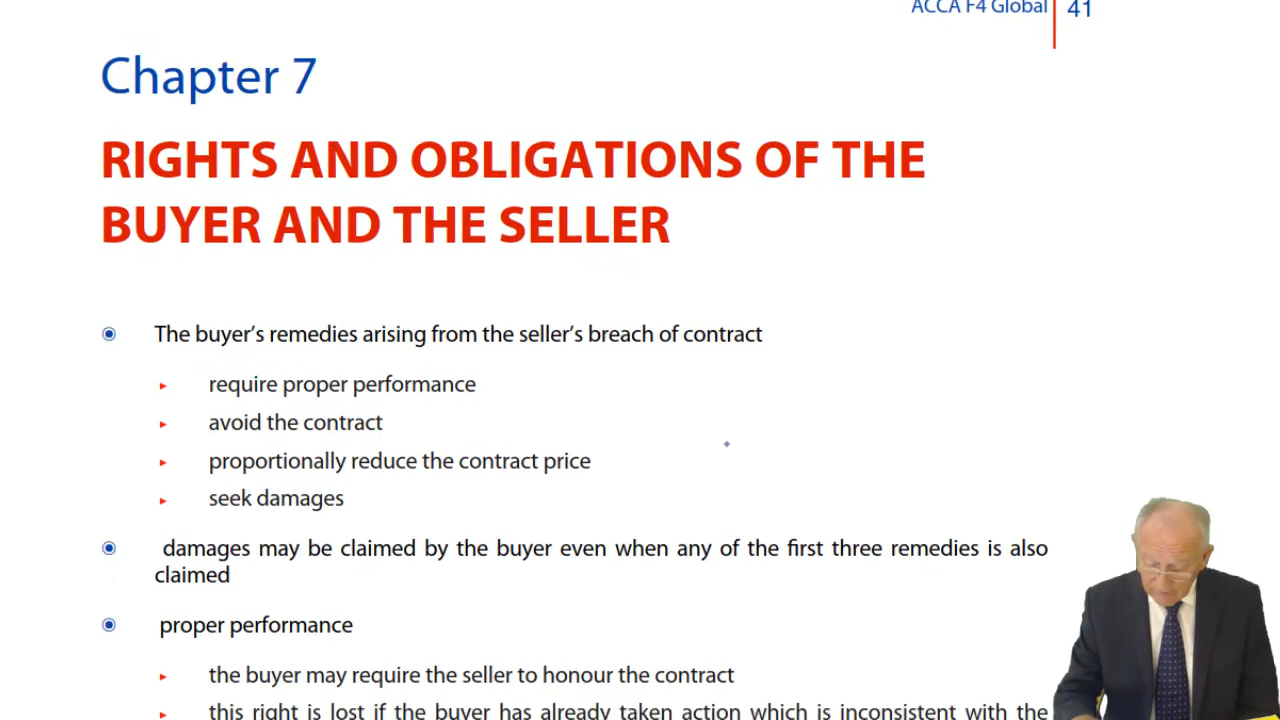 ACCA F4 Global 41
Chapter 7
RIGHTS AND OBLIGATIONS OF THE
BUYER AND THE SELLER
The buyer’s remedies arising from the seller’s breach of contract
require proper performance
avoid the contract
proportionally reduce the contract price
seek damages
damages may be claimed by the buyer even when any of the first three remedies is also
claimed
proper performance
the buyer may require the seller to honour the contract
this right is lost if the buyer has already taken action which is inconsistent with the